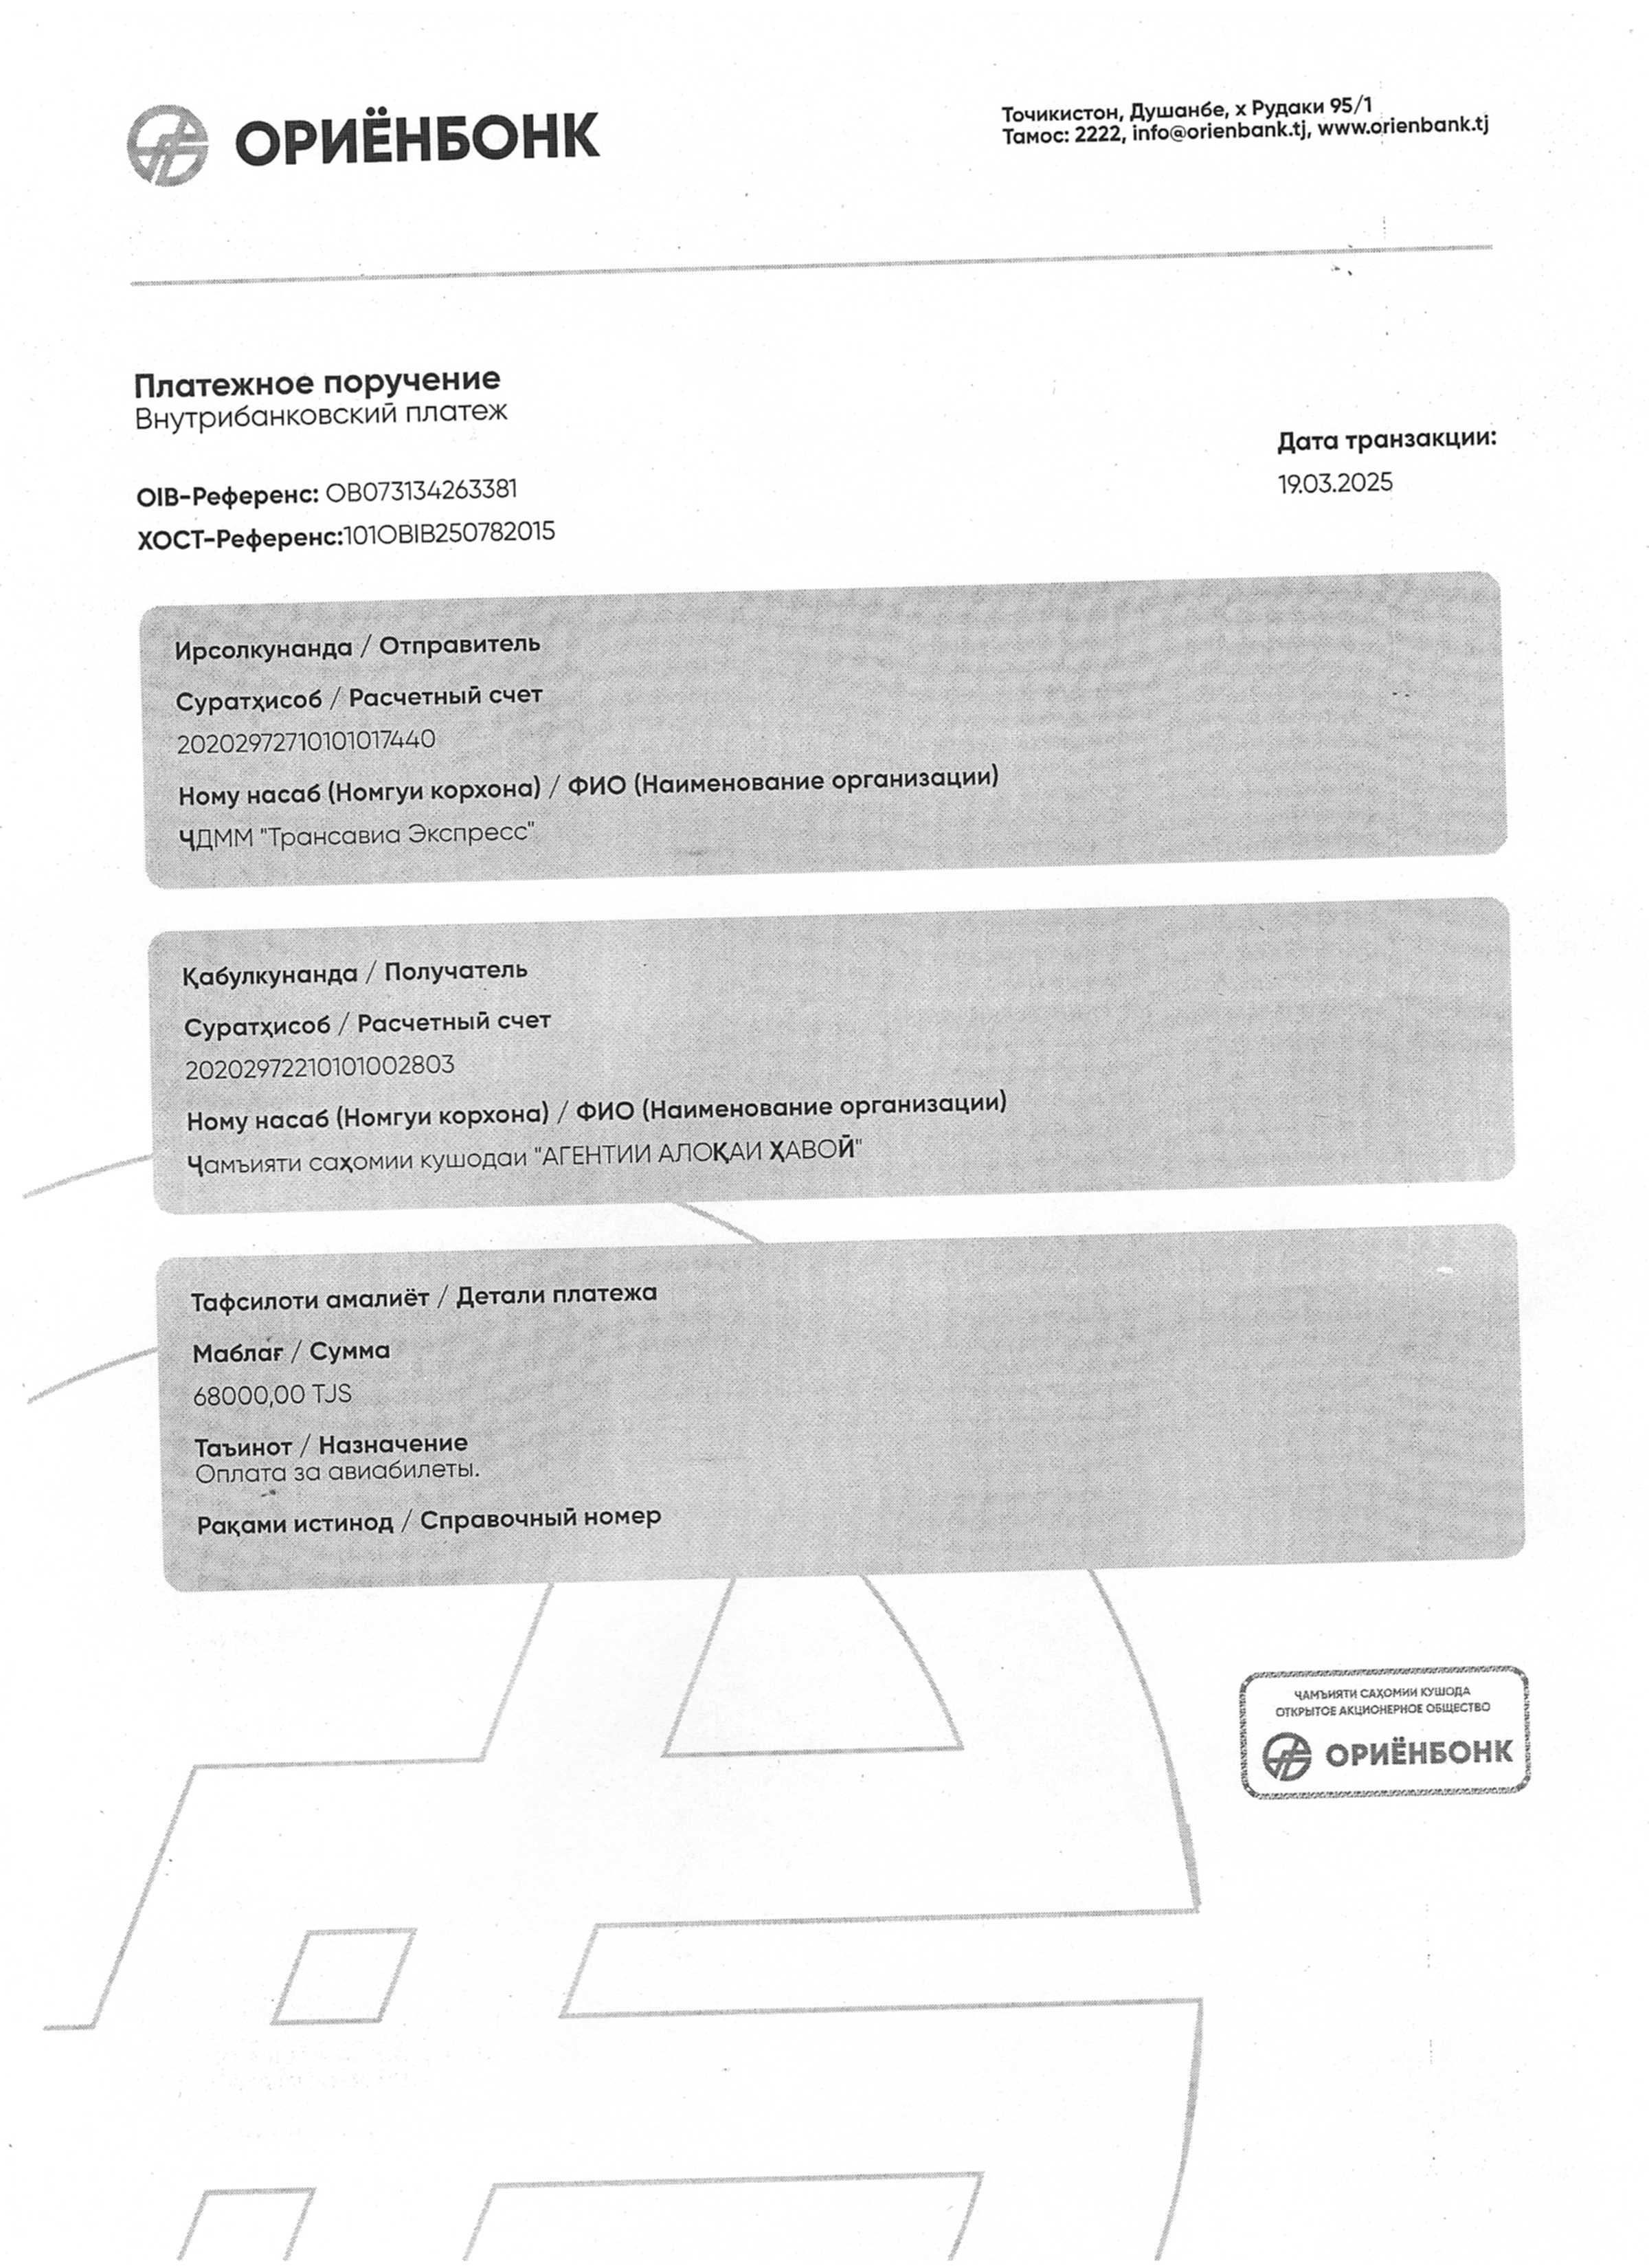 ОРИЁНБОНК
Точикистон, Душанбе, х Рудаки 95/1
Тамос: 2222, info@orienbank.tj, www.orienbank.tj
Платежное поручение
Внутрибанковский платеж
Дата транзакции:
19.03.2025
OIB-Референс: OB073134263381
ХОСТ-Референс:101OBIB250782015
Ирсолкунанда / Отправитель
Суратҳисоб / Расчетный счет
20202972710101017440
Ному насаб (Номгуи корхона) / ФИО (Наименование организации)
ҶДММ "Трансавиа Экспресс"
Қабулкунанда / Получатель
Суратҳисоб / Расчетный счет
20202972210101002803
Ному насаб (Номгуи корхона) / ФИО (Наименование организации)
Ҷамъияти саҳомии кушодаи "АГЕНТИИ АЛОҚАИ ҲАВОӢ"
Тафсилоти амалиёт / Детали платежа
Маблағ / Сумма
68000,00 TJS
Таъинот / Назначение
Оплата за авиабилеты.
Рақами истинод / Справочный номер
ҶАМЪИЯТИ САҲОМИИ КУШОДА
ОТКРЫТОЕ АКЦИОНЕРНОЕ ОБЩЕСТВО
ОРИЁНБОНК